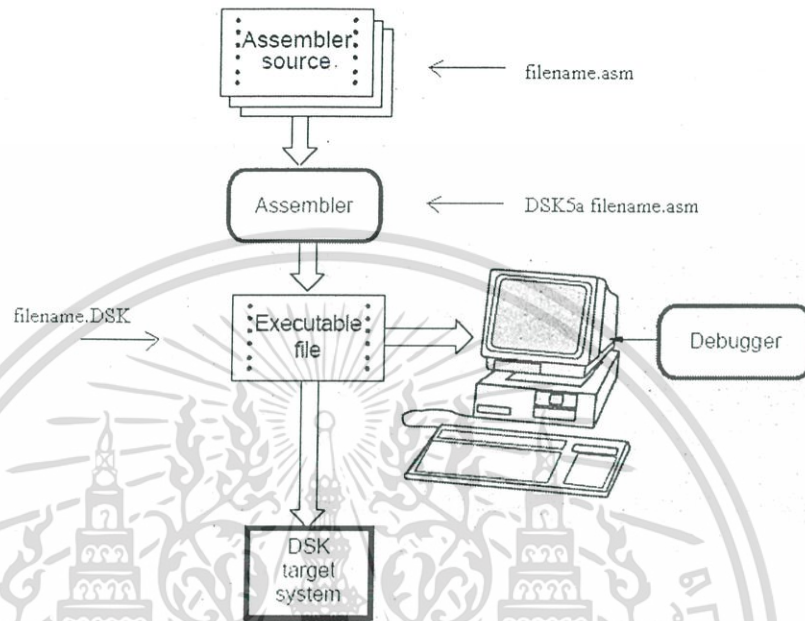 Assembler
source
filename.asm
Assembler
DSK5a filename.asm
filename.DSK
Executable
file
Debugger
DSK
target
system